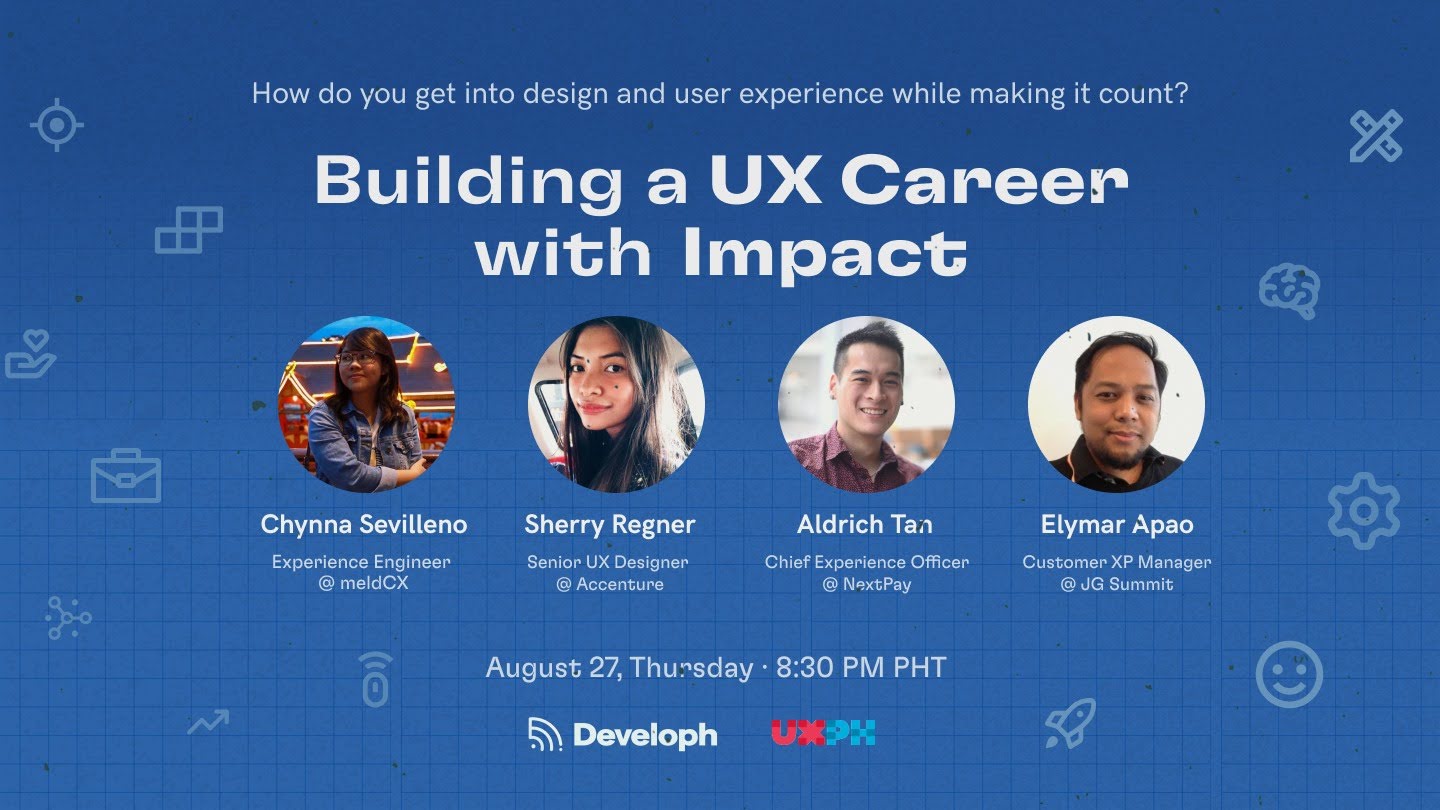 How do you get into design and user experience while making it count?
Building a UX Career
with Impact
Chynna Sevilleno
Experience Engineer
@ meldCX
Sherry Regner
Senior UX Designer
@ Accenture
Aldrich Tan
Chief Experience Officer
@ NextPay
Elymar Apao
Customer XP Manager
@ JG Summit
August 27, Thursday · 8:30 PM PHT
Developh
UXPH